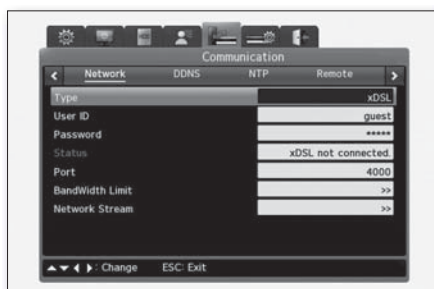 Communication
Network DDNS NTP Remote
Type xDSL
User ID guest
Password *****
Status xDSL not connected.
Port 4000
BandWidth Limit >>
Network Stream >>
▲▼◀ ▶: Change ESC: Exit